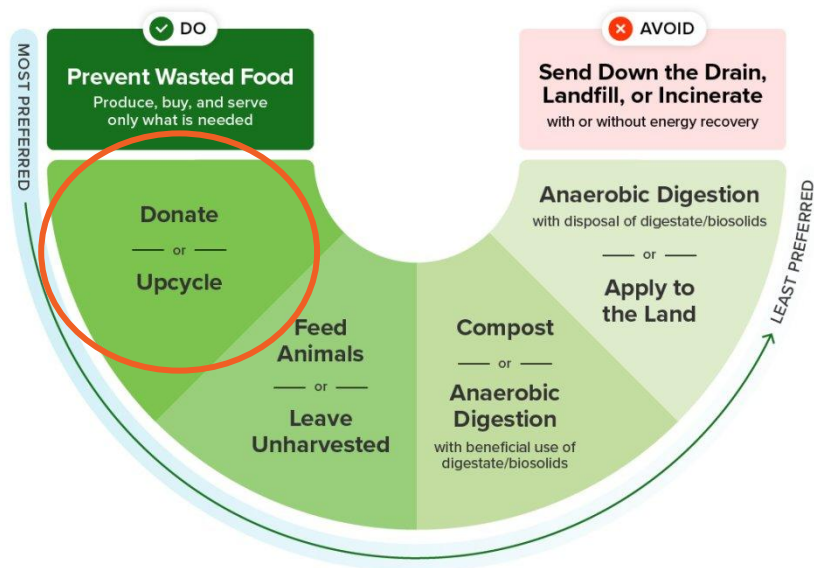 DO
Prevent Wasted Food
Produce, buy, and serve
only what is needed
MOST PREFERRED
Donate
or
Upcycle
Feed
Animals
or
Leave
Unharvested
Compost
or
Anaerobic
Digestion
with beneficial use of
digestate/biosolids
Anaerobic Digestion
with disposal of digestate/biosolids
or
Apply to
the Land
LEAST PREFERRED
AVOID
Send Down the Drain,
Landfill, or Incinerate
with or without energy recovery